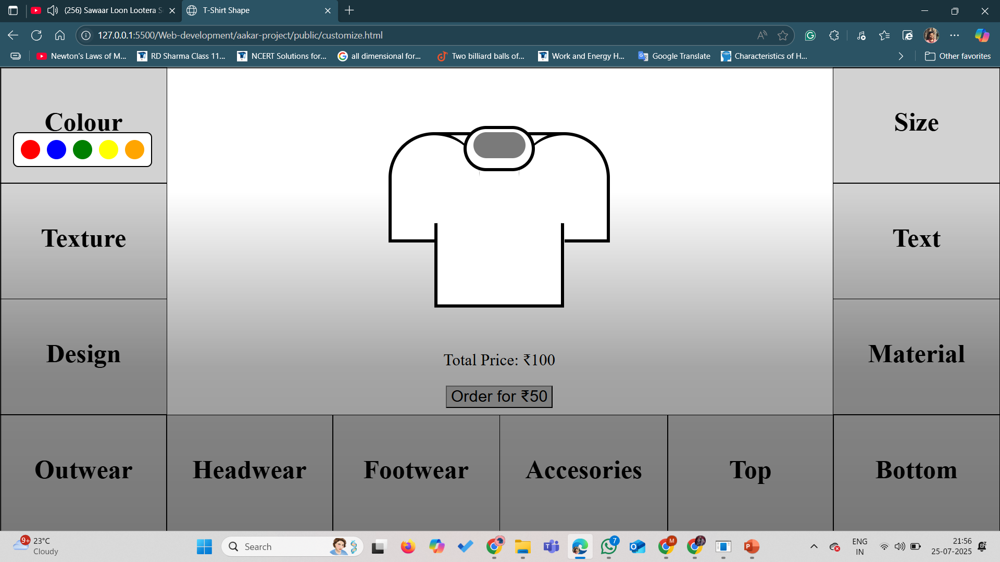 (256) Sawaar Loon Lootera S
T-Shirt Shape
127.0.0.1:5500/Web-development/aakar-project/public/customize.html
Newton's Laws of M...
RD Sharma Class 11...
NCERT Solutions for...
all dimensional for...
Two billiard balls of...
Work and Energy H...
Google Translate
Characteristics of H...
Other favorites
Colour
Size
Texture
Text
Design
Material
Total Price: ₹100
Order for ₹50
Outwear
Headwear
Footwear
Accesories
Top
Bottom
9+
23°C
Cloudy
Search
7
M
ENG
IN
21:56
25-07-2025